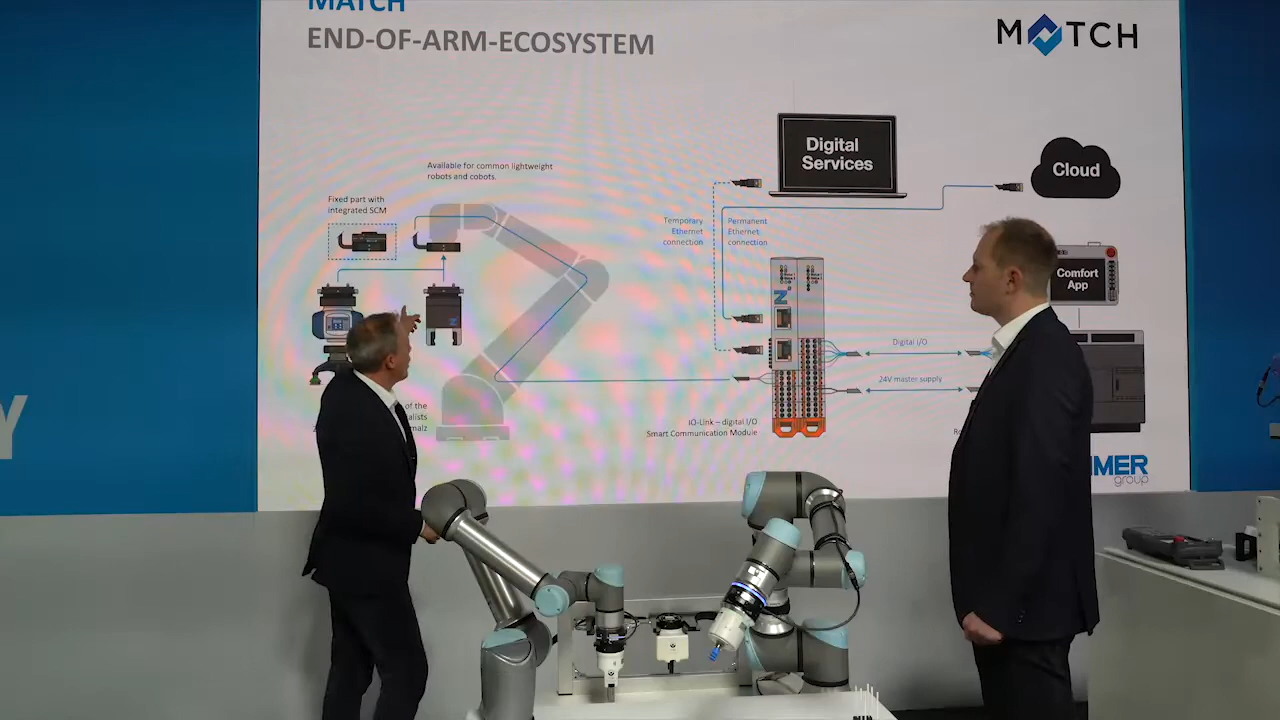 MATCH
END-OF-ARM-ECOSYSTEM
MATCH
Available for common lightweight
robots and cobots.
Fixed part with
integrated SCM
Digital
Services
Cloud
Temporary
Ethernet
connection
Permanent
Ethernet
connection
Comfort
App
Digital I/O
24V master supply
of the
malz
IO-Link – digital I/O
Smart Communication Module
MER
group
Y